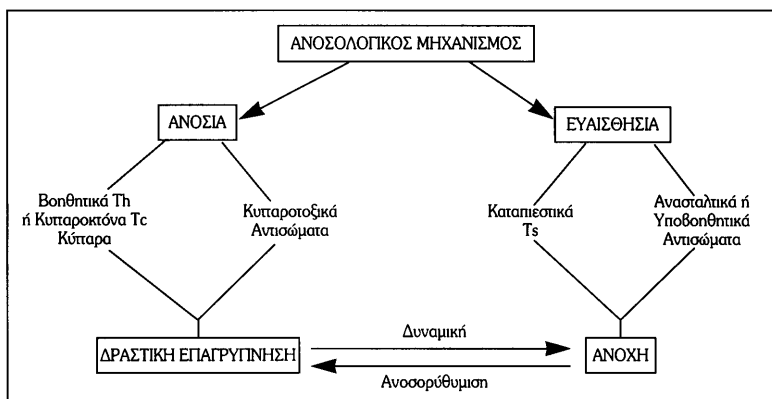 ΑΝΟΣΟΛΟΓΙΚΟΣ ΜΗΧΑΝΙΣΜΟΣ
ΑΝΟΣΙΑ
ΕΥΑΙΣΘΗΣΙΑ
Βοηθητικά Th
ή Κυτταροκτόνα Tc
Κύτταρα
Κυτταροτοξικά
Αντισώματα
Καταπιεστικά
Ts
Ανασταλτικά ή
Υποβοηθητικά
Αντισώματα
ΔΡΑΣΤΙΚΗ ΕΠΑΓΡΥΠΝΗΣΗ
Δυναμική
Ανοσορύθυμιση
ΑΝΟΧΗ